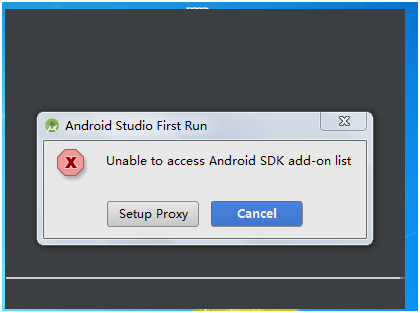 Android Studio First Run
Unable to access Android SDK add-on list
Setup Proxy
Cancel